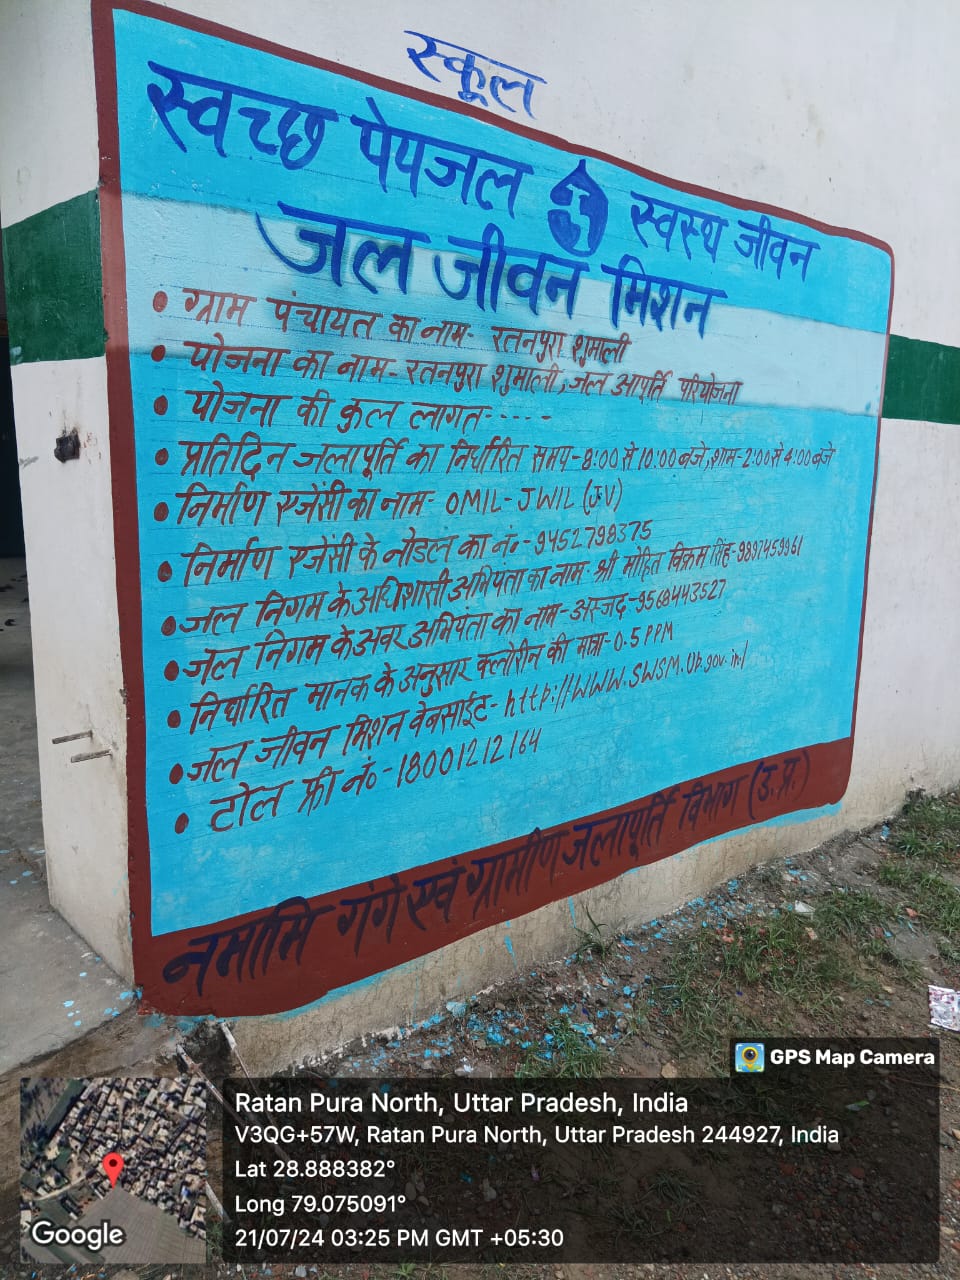 स्कूल
स्वच्छ पेयजल स्वस्थ जीवन
जल जीवन मिशन
• ग्राम पंचायत का नाम- रतनपुरा शुमाली
• योजना का नाम- रतनपुरा शुमाली, जल आपूर्ति परियोजना
• योजना की कुल लागत-----
• प्रतिदिन जलापूर्ति का निर्धारित समय-8:00 से 10:00 बजे, शाम-2:00 से 4:00 बजे
• निर्माण एजेंसी का नाम- OMIL-JWIL (J.V)
• निर्माण एजेंसी के नोडल का नं०-9452798375
• जल निगम के अधिशासी अभियंता का नाम- श्री मोहित विक्रम सिंह-9897459961
• जल निगम के अवर अभियंता का नाम-अस्जद-9568443527
• निर्धारित मानक के अनुसार क्लोरीन की मात्रा-0.5 PPM
• जल जीवन मिशन वेबसाईट-http://WWW.SWSM.Up.gov.in/
• टोल फ्री नं०-18001212164
नमामि गंगे एवं ग्रामीण जलापूर्ति विभाग (उ.प्र.)
GPS Map Camera
Ratan Pura North, Uttar Pradesh, India
V3QG+57W, Ratan Pura North, Uttar Pradesh 244927, India
Lat 28.888382°
Long 79.075091°
21/07/24 03:25 PM GMT +05:30
Google